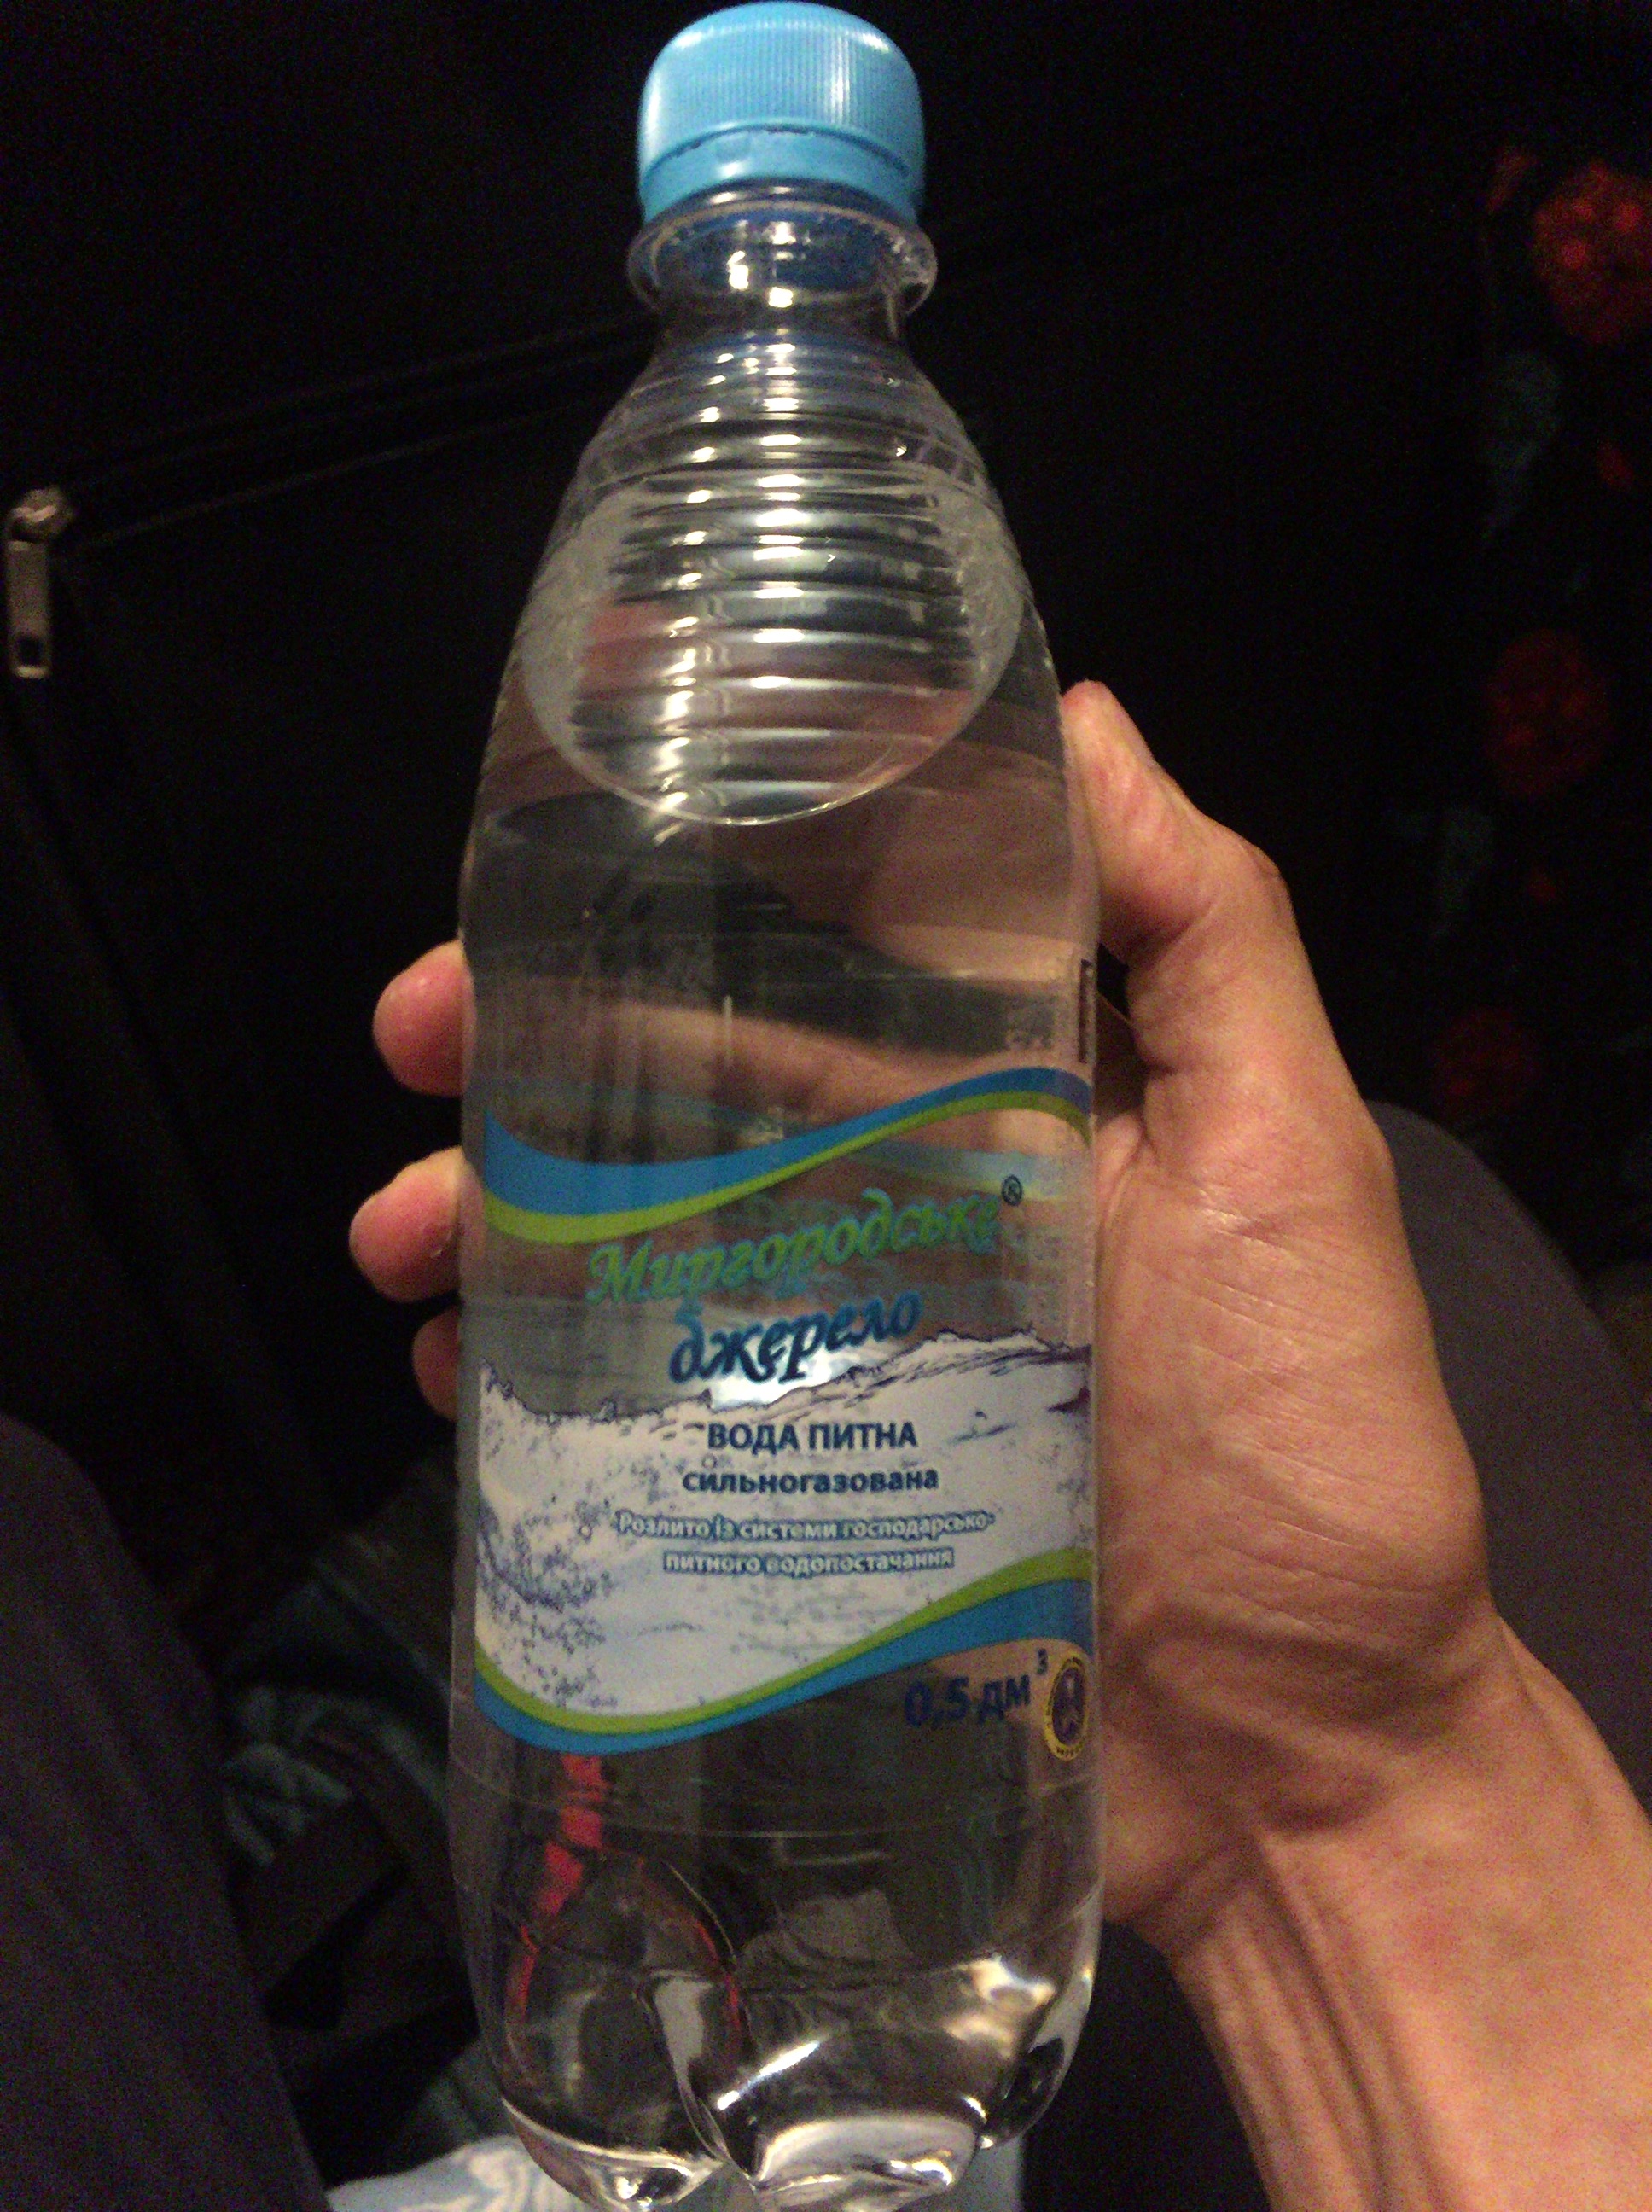 Миргородське®
джерело
ВОДА ПИТНА
сильногазована
Розлито із системи господарсько-
питного водопостачання
0,5 дм³